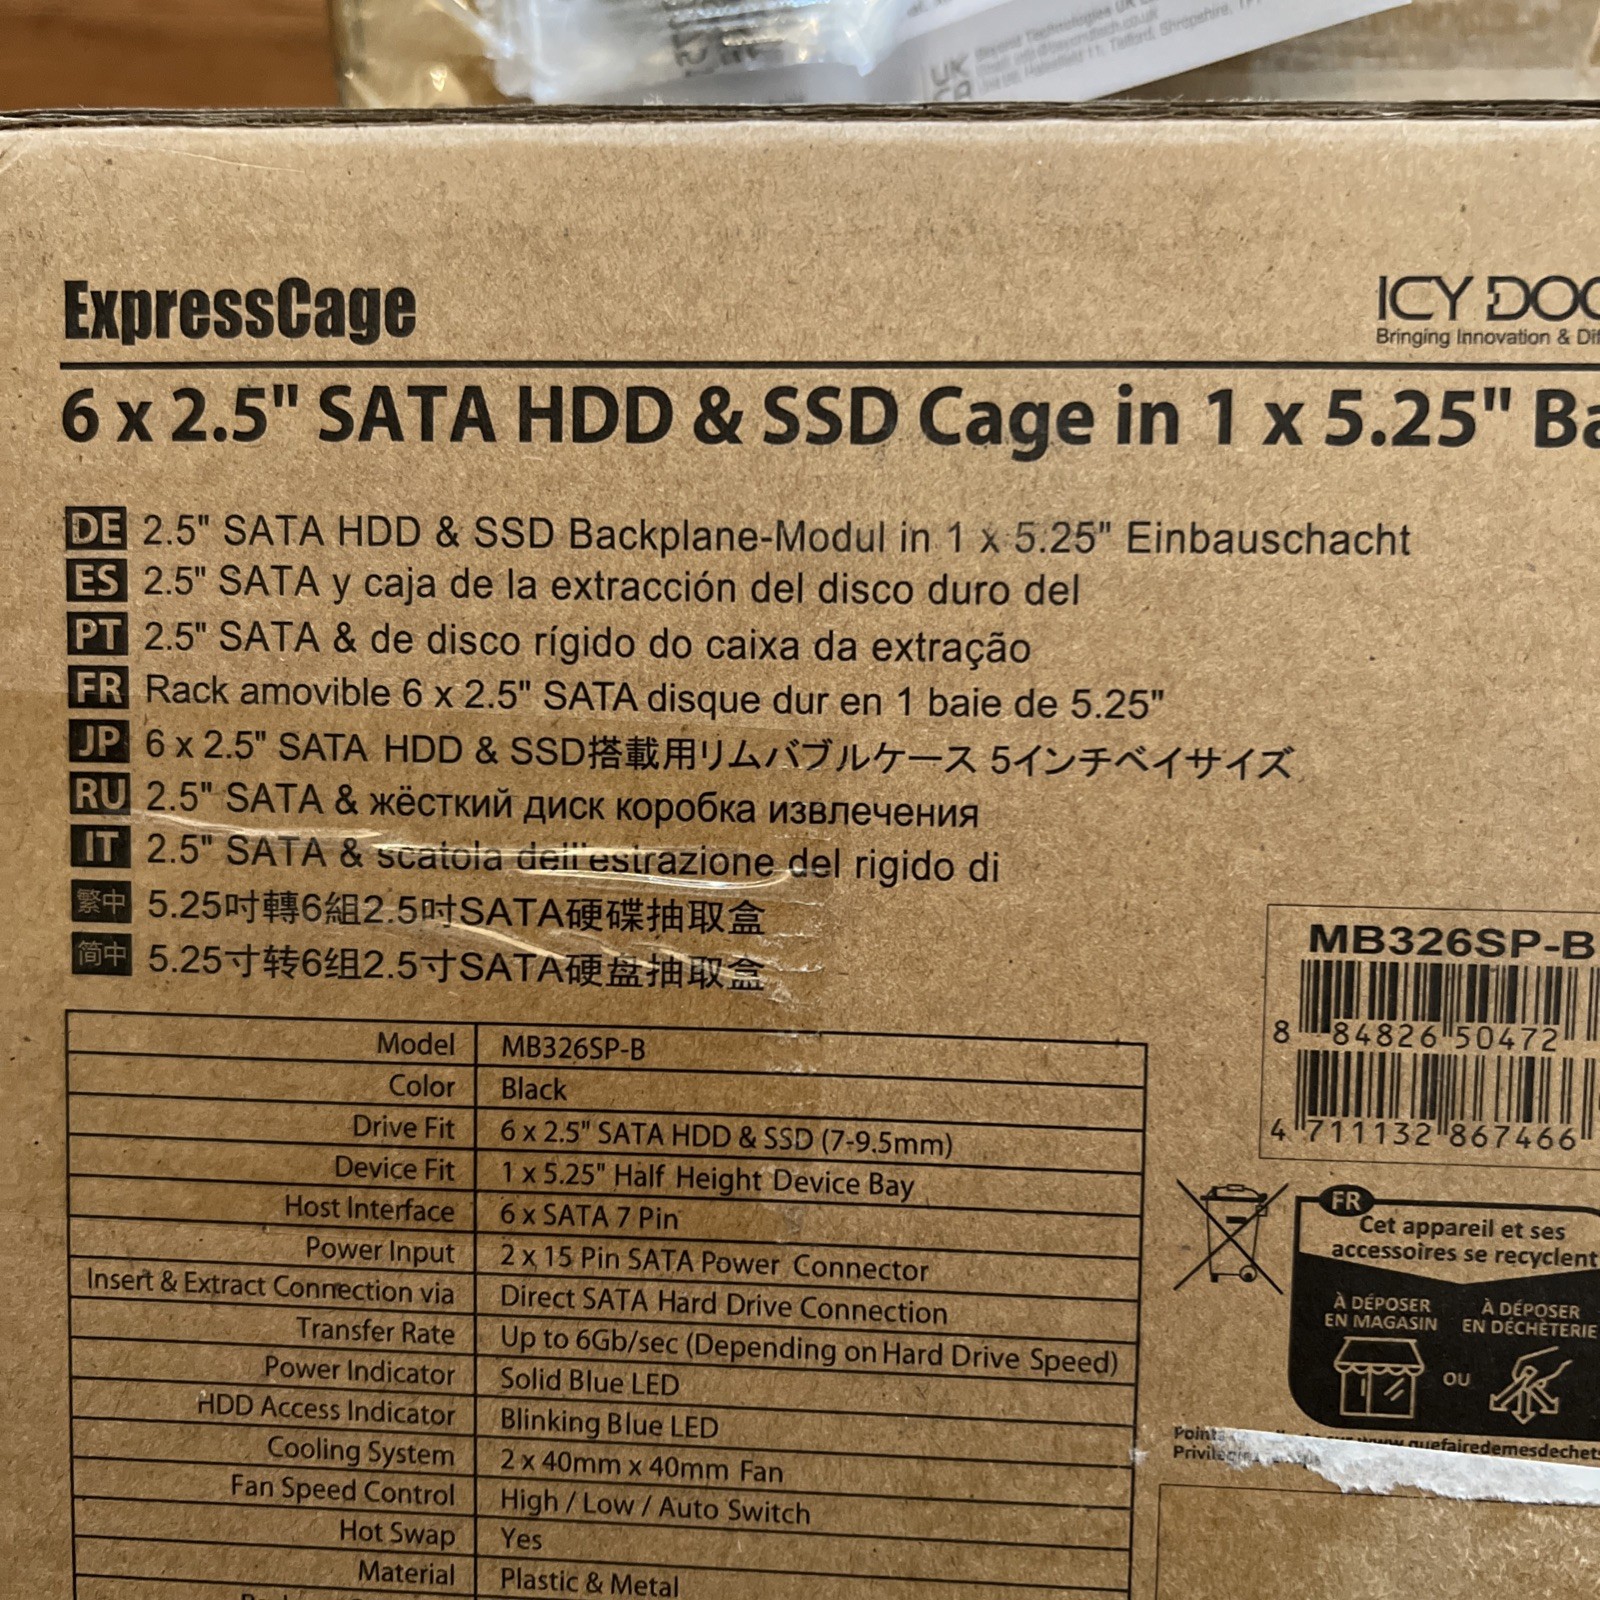 UK
Beyond Technologies UK
Halesfield 11, Telford, Shropshire,
ExpressCage
ICY DOC
Bringing Innovation &
6 x 2.5" SATA HDD & SSD Cage in 1 x 5.25" Ba
DE 2.5" SATA HDD & SSD Backplane-Modul in 1 x 5.25" Einbauschacht
ES 2.5" SATA y caja de la extracción del disco duro del
PT 2.5" SATA & de disco rígido do caixa da extração
FR Rack amovible 6 x 2.5" SATA disque dur en 1 baie de 5.25"
JP 6 x 2.5" SATA HDD & SSD搭載用リムバブルケース 5インチベイサイズ
RU 2.5" SATA & жёсткий диск коробка извлечения
IT 2.5" SATA & scatola dell'estrazione del rigido di
繁中 5.25吋轉6組2.5吋SATA硬碟抽取盒
简中 5.25寸转6组2.5寸SATA硬盘抽取盒
MB326SP-B
8 84826 50472
4 711132 867466
Model MB326SP-B
Color Black
Drive Fit 6 x 2.5" SATA HDD & SSD (7-9.5mm)
Device Fit 1 x 5.25" Half Height Device Bay
Host Interface 6 x SATA 7 Pin
Power Input 2 x 15 Pin SATA Power Connector
Insert & Extract Connection via Direct SATA Hard Drive Connection
Transfer Rate Up to 6Gb/sec (Depending on Hard Drive Speed)
Power Indicator Solid Blue LED
HDD Access Indicator Blinking Blue LED
Cooling System 2 x 40mm x 40mm Fan
Fan Speed Control High / Low / Auto Switch
Hot Swap Yes
Material Plastic & Metal
FR
Cet appareil et ses
accessoires se recyclent
À DÉPOSER EN MAGASIN
OU
À DÉPOSER EN DÉCHÈTERIE
Points sur www.quefairedemesdechets